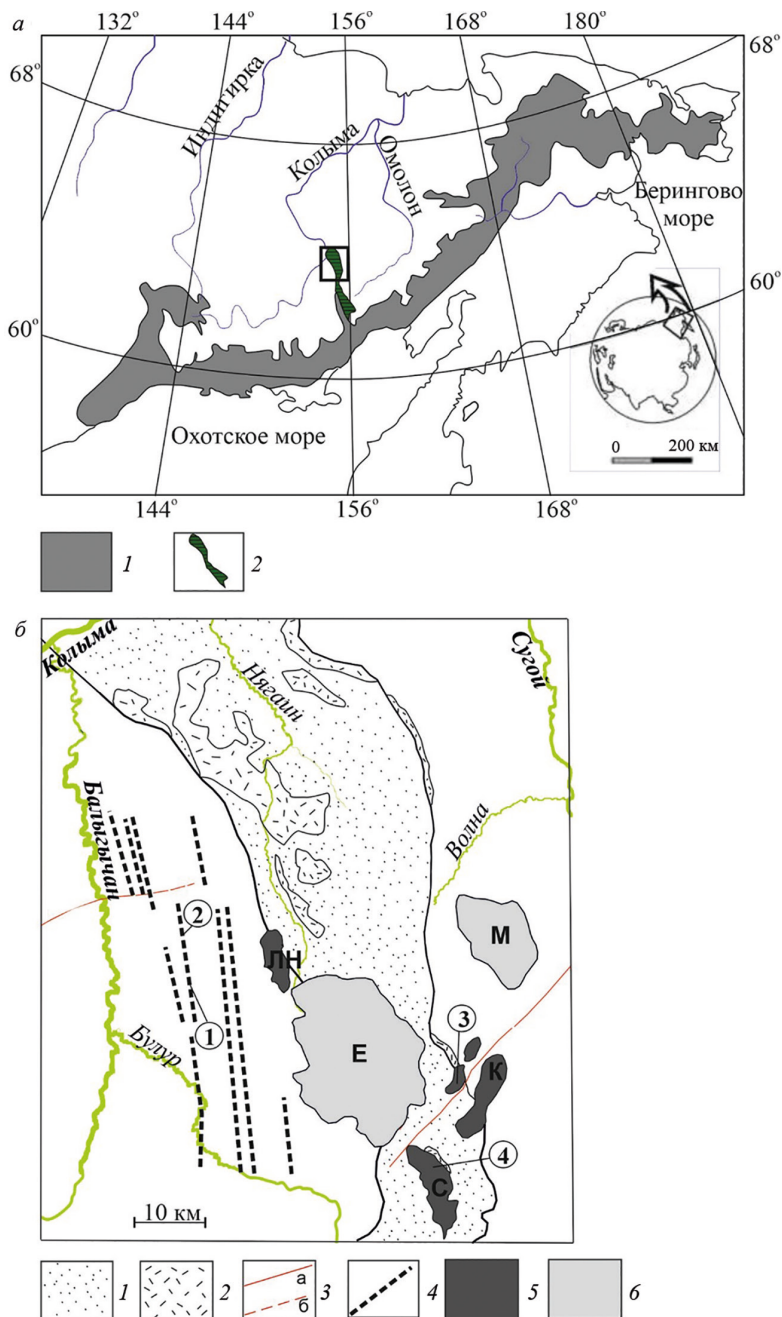 а
132° 144° 156° 168° 180°
68° 68°
Индигирка
Колыма
Омолон
Берингово
море
60° 60°
Охотское море
0 200 км
144° 156° 168°
1 2
б
Колыма
Нягаин
Сугой
Балыгычан
Волна
2
М
ЛН
1
3
Е
К
Булур
4
С
10 км
1 2 3 а б 4 5 6